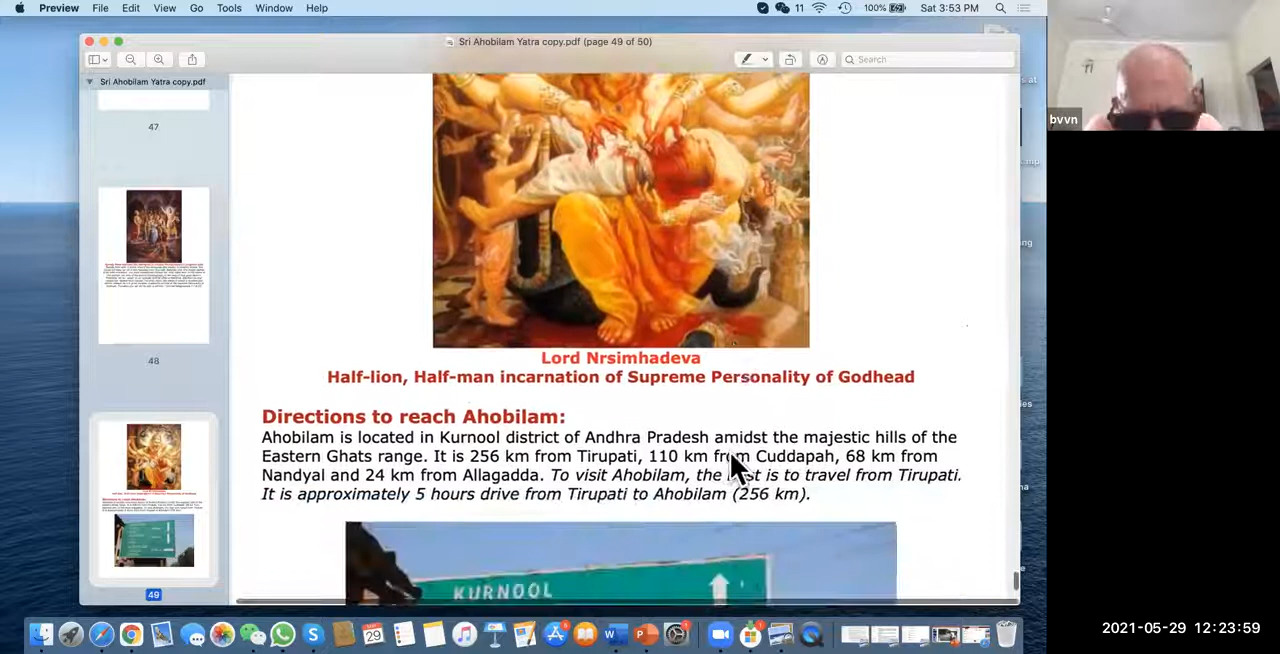 Preview File Edit View Go Tools Window Help
11 100% Sat 3:53 PM
Sri Ahobilam Yatra copy.pdf (page 49 of 50)
Search
Sri Ahobilam Yatra copy.pdf
47
48
49
Lord Nrsimhadeva
Half-lion, Half-man incarnation of Supreme Personality of Godhead
Directions to reach Ahobilam:
Ahobilam is located in Kurnool district of Andhra Pradesh amidst the majestic hills of the
Eastern Ghats range. It is 256 km from Tirupati, 110 km from Cuddapah, 68 km from
Nandyal and 24 km from Allagadda. To visit Ahobilam, the best is to travel from Tirupati.
It is approximately 5 hours drive from Tirupati to Ahobilam (256 km).
KURNOOL
bvvn
MAY
29
2021-05-29 12:23:59